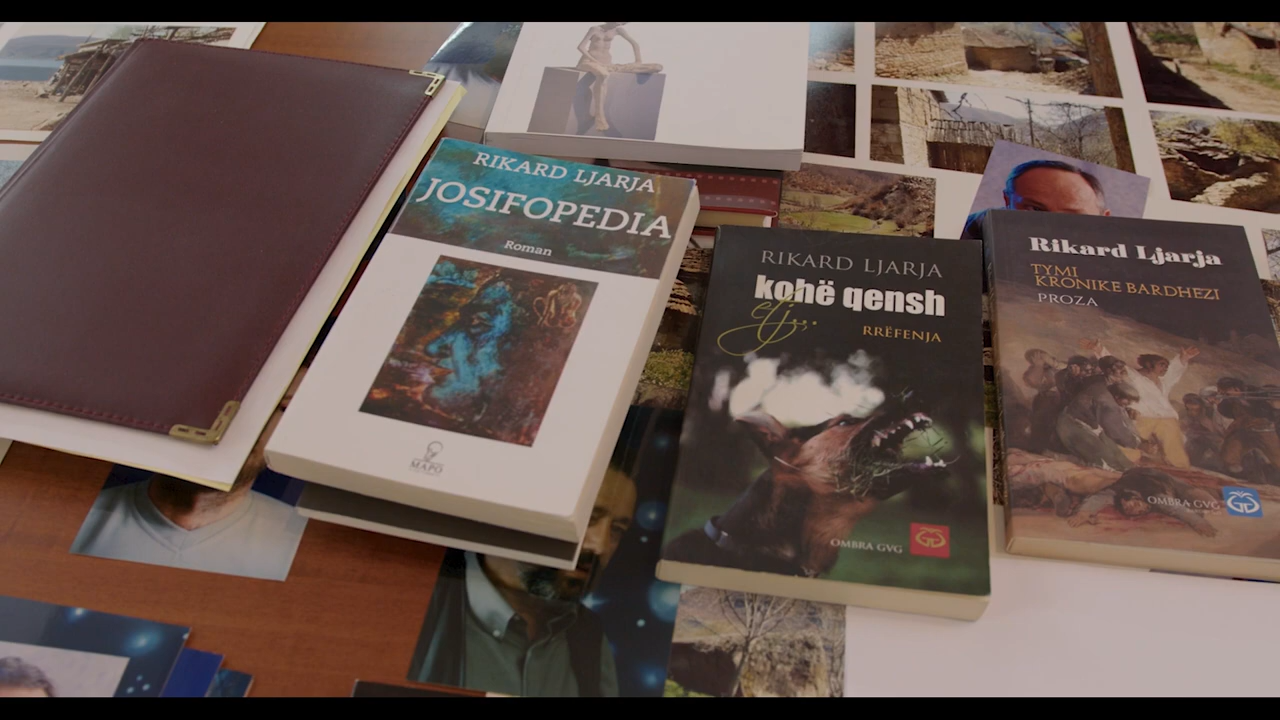 RIKARD LJARJA
JOSIFOPEDIA
Roman
MAPO
RIKARD LJARJA
kohë qensh
etj...
RRËFENJA
OMBRA GVG
Rikard Ljarja
TYMI
KRONIKE BARDHEZI
PROZA
OMBRA GVG